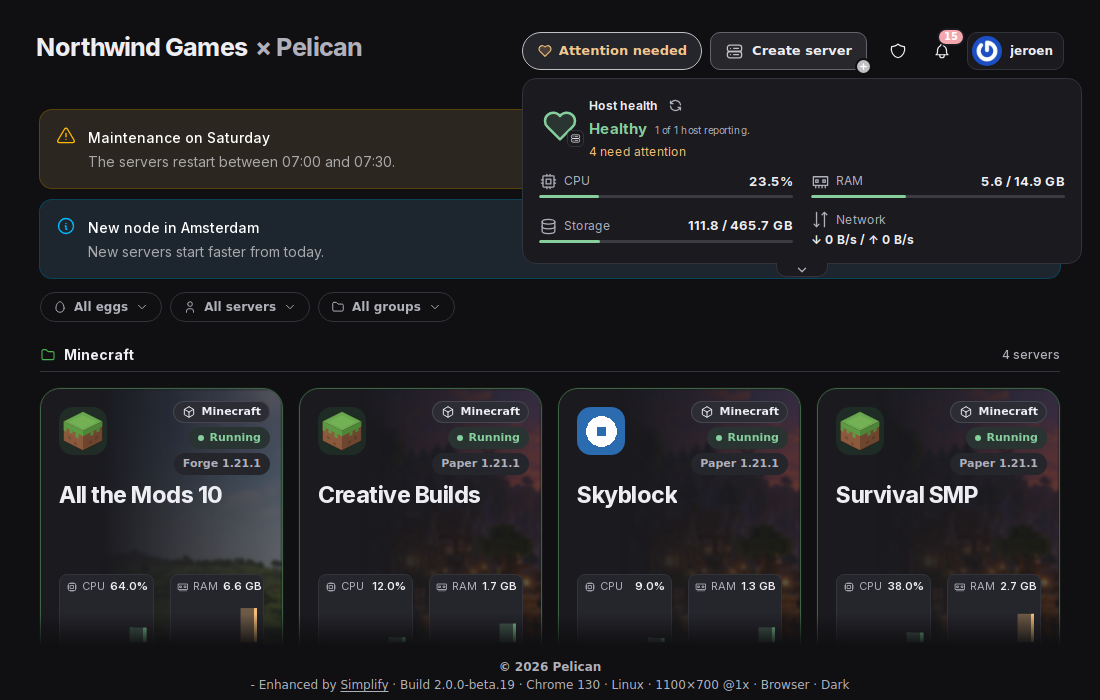 Northwind Games × Pelican
Attention needed
Create server
15
jeroen
Host health
Healthy 1 of 1 host reporting.
4 need attention
CPU 23.5%
RAM 5.6 / 14.9 GB
Storage 111.8 / 465.7 GB
Network
↓ 0 B/s / ↑ 0 B/s
Maintenance on Saturday
The servers restart between 07:00 and 07:30.
New node in Amsterdam
New servers start faster from today.
All eggs
All servers
All groups
Minecraft
4 servers
Minecraft
Running
Forge 1.21.1
All the Mods 10
CPU 64.0%
RAM 6.6 GB
Minecraft
Running
Paper 1.21.1
Creative Builds
CPU 12.0%
RAM 1.7 GB
Minecraft
Running
Paper 1.21.1
Skyblock
CPU 9.0%
RAM 1.3 GB
Minecraft
Running
Paper 1.21.1
Survival SMP
CPU 38.0%
RAM 2.7 GB
© 2026 Pelican
- Enhanced by Simplify · Build 2.0.0-beta.19 · Chrome 130 · Linux · 1100×700 @1x · Browser · Dark